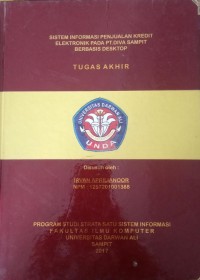 SISTEM INFORMASI PENJUALAN KREDIT
ELEKTRONIK PADA PT.DIVA SAMPIT
BERBASIS DESKTOP
TUGAS AKHIR
UNIVERSITAS DARWAN ALI
UNDA
Disusun oleh :
NPM :
PROGRAM STUDI STRATA SATU SISTEM INFORMASI
FAKULTAS ILMU KOMPUTER
UNIVERSITAS DARWAN ALI
SAMPIT
2017